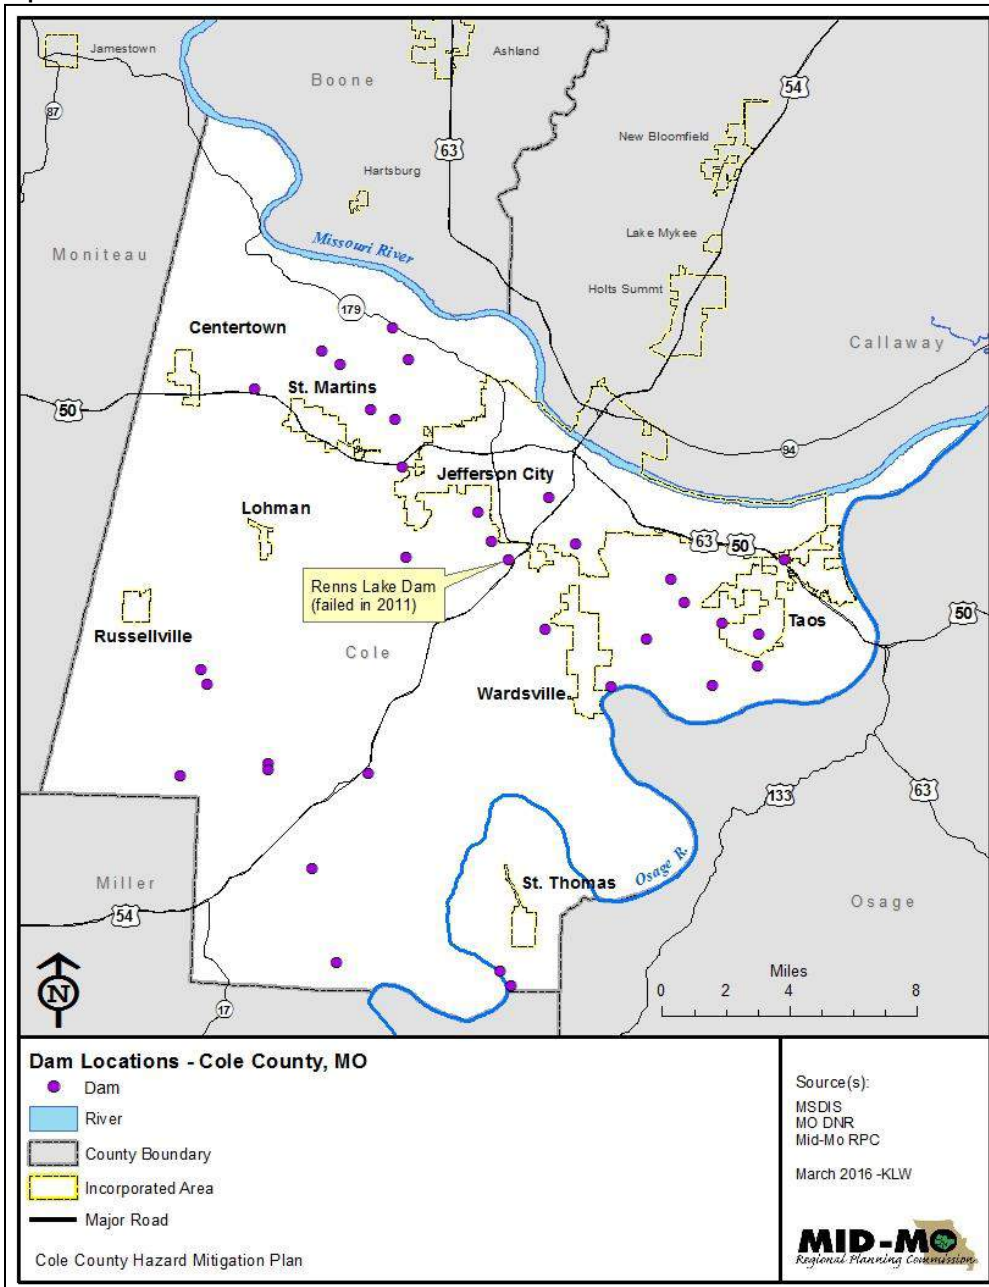 Jamestown
Ashland
Boone
54
87
63
New Bloomfield
Hartsburg
Lake Mykee
Missouri River
Moniteau
Holts Summt
179
Centertown
Callaway
St. Martins
50
94
Jefferson City
Lohman
63
50
Renns Lake Dam
(failed in 2011)
50
Taos
Russellville
Cole
Wardsville
133
63
Osage R.
St. Thomas
Miller
Osage
54
Miles
0 2 4 8
N
17
Dam Locations - Cole County, MO
Dam
River
County Boundary
Incorporated Area
Major Road
Cole County Hazard Mitigation Plan
Source(s):
MSDIS
MO DNR
Mid-Mo RPC
March 2016 -KLW
MID-MO
Regional Planning Commission